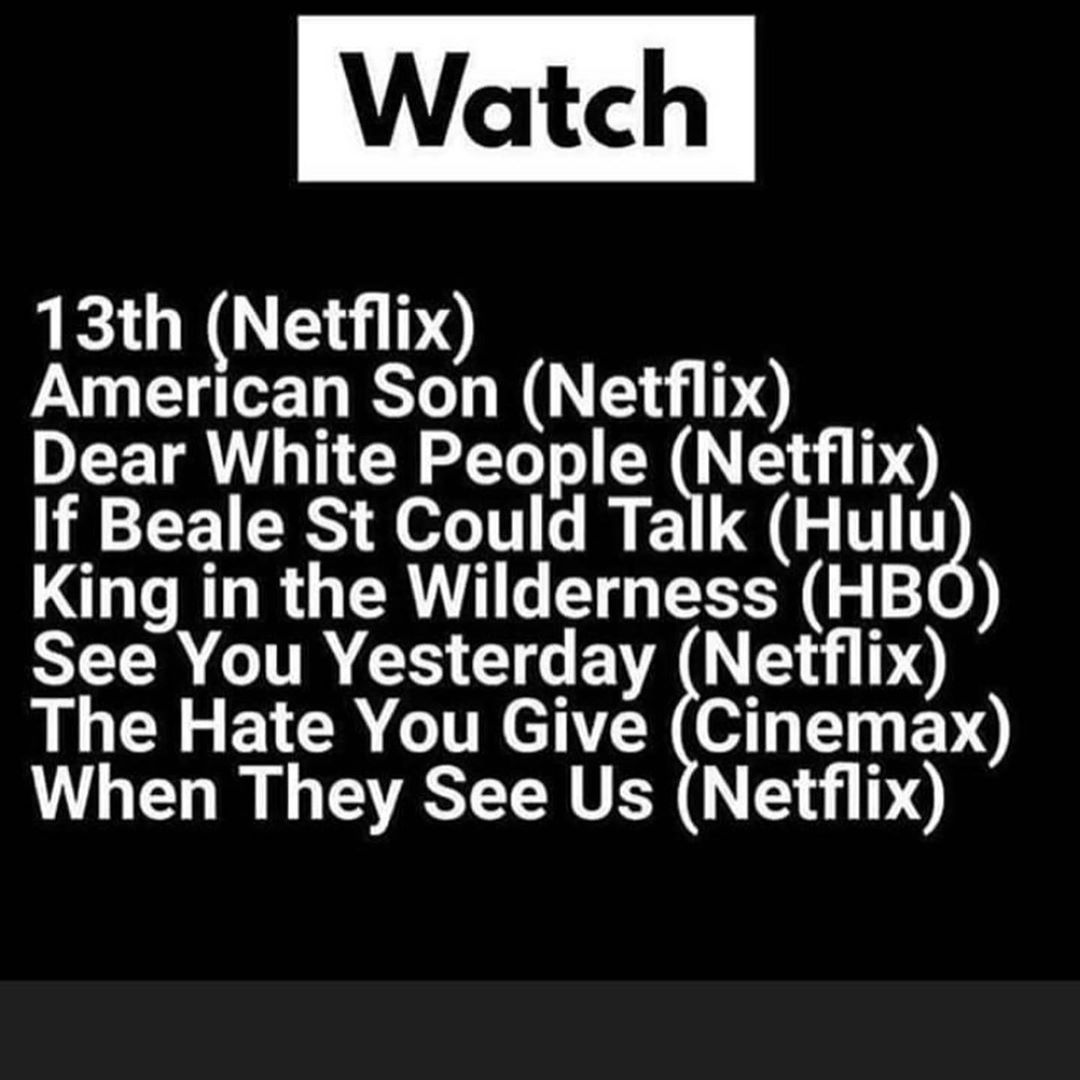 Watch
13th (Netflix)
American Son (Netflix)
Dear White People (Netflix)
If Beale St Could Talk (Hulu)
King in the Wilderness (HBO)
See You Yesterday (Netflix)
The Hate You Give (Cinemax)
When They See Us (Netflix)